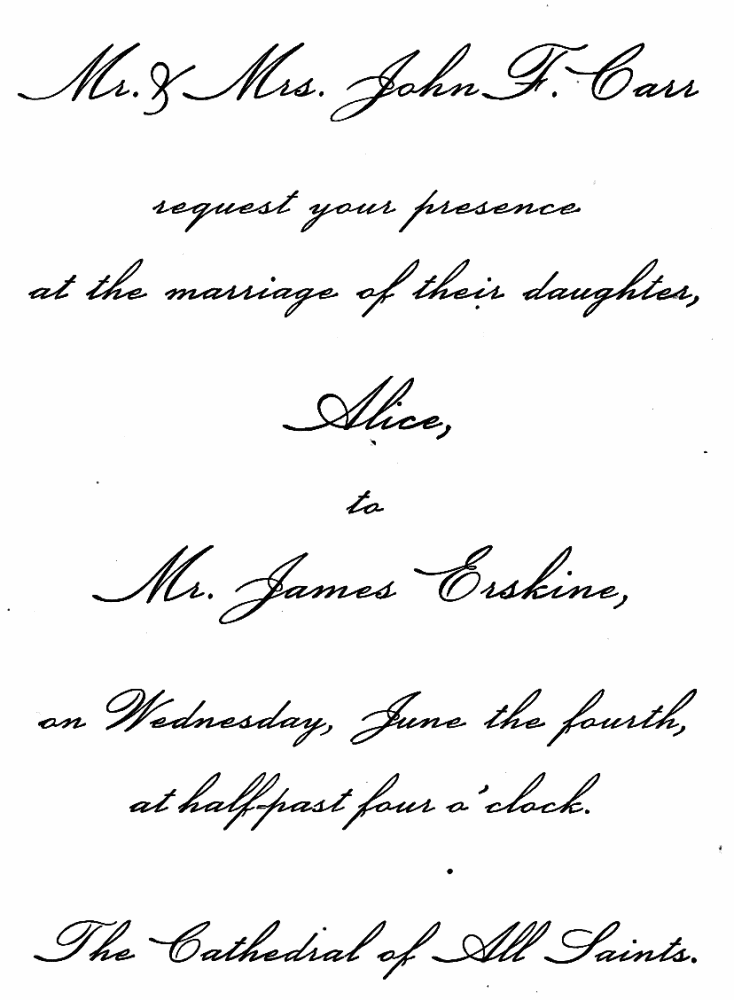 Mr. & Mrs. John F. Carr
request your presence
at the marriage of their daughter,
Alice,
to
Mr. James Erskine,
on Wednesday, June the fourth,
at half-past four o'clock.
The Cathedral of All Saints.